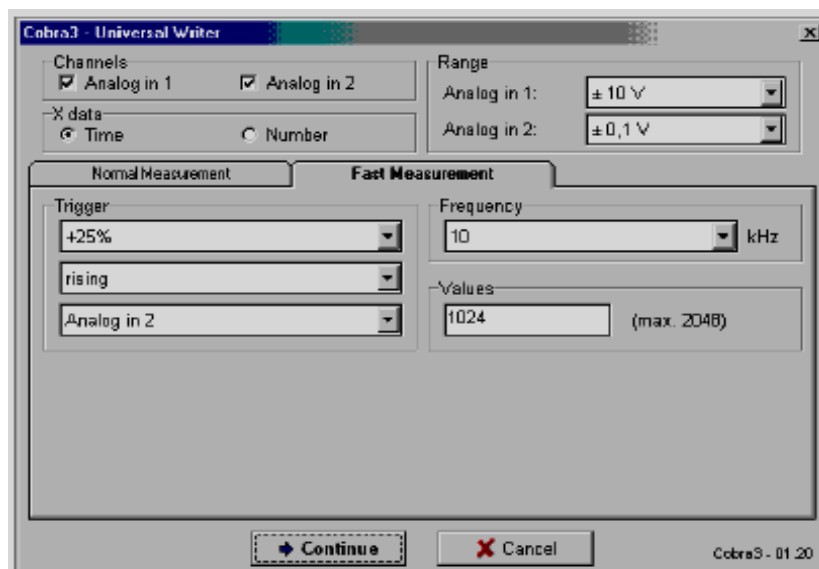 Cobra3 - Universal Writer
Channels
Analog in 1
Analog in 2
Range
Analog in 1:
± 10 V
Analog in 2:
± 0,1 V
X data
Time
Number
Normal Measurement
Fast Measurement
Trigger
+25%
rising
Analog in 2
Frequency
10
kHz
Values
1024
(max. 2048)
Continue
Cancel
Cobra3 - 01.20